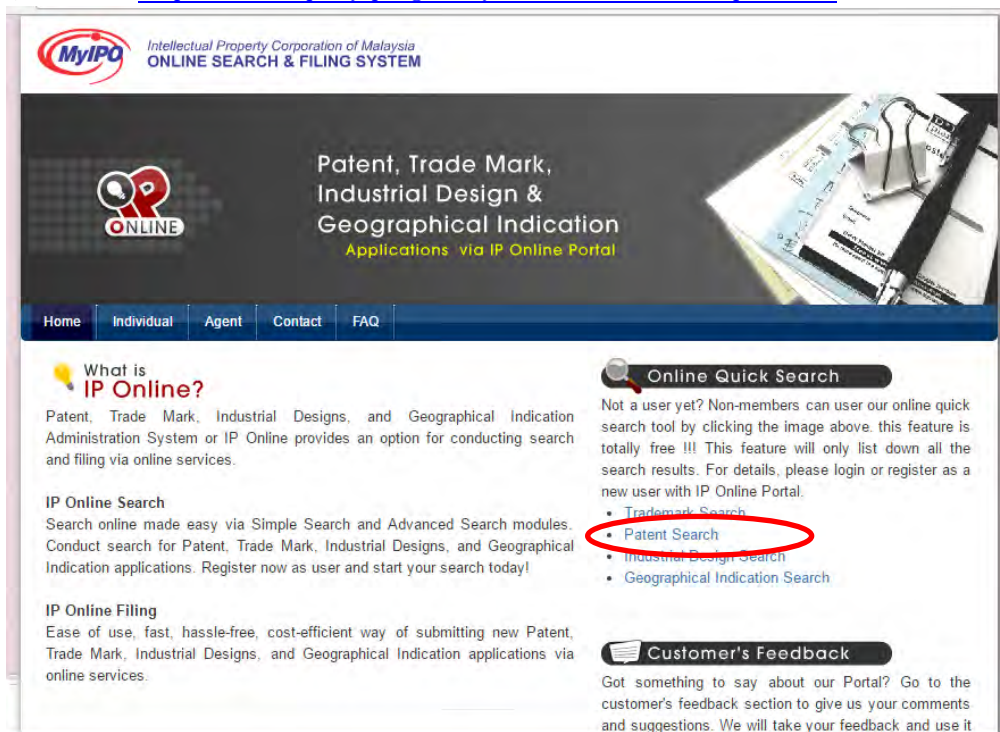 MyIPO
Intellectual Property Corporation of Malaysia
ONLINE SEARCH & FILING SYSTEM
IP
ONLINE
Patent, Trade Mark,
Industrial Design &
Geographical Indication
Applications via IP Online Portal
Home Individual Agent Contact FAQ
What is
IP Online?
Patent, Trade Mark, Industrial Designs, and Geographical Indication
Administration System or IP Online provides an option for conducting search
and filing via online services.
IP Online Search
Search online made easy via Simple Search and Advanced Search modules.
Conduct search for Patent, Trade Mark, Industrial Designs, and Geographical
Indication applications. Register now as user and start your search today!
IP Online Filing
Ease of use, fast, hassle-free, cost-efficient way of submitting new Patent,
Trade Mark, Industrial Designs, and Geographical Indication applications via
online services.
Online Quick Search
Not a user yet? Non-members can user our online quick
search tool by clicking the image above. this feature is
totally free !!! This feature will only list down all the
search results. For details, please login or register as a
new user with IP Online Portal.
• Trademark Search
• Patent Search
• Industrial Design Search
• Geographical Indication Search
Customer's Feedback
Got something to say about our Portal? Go to the
customer's feedback section to give us your comments
and suggestions. We will take your feedback and use it